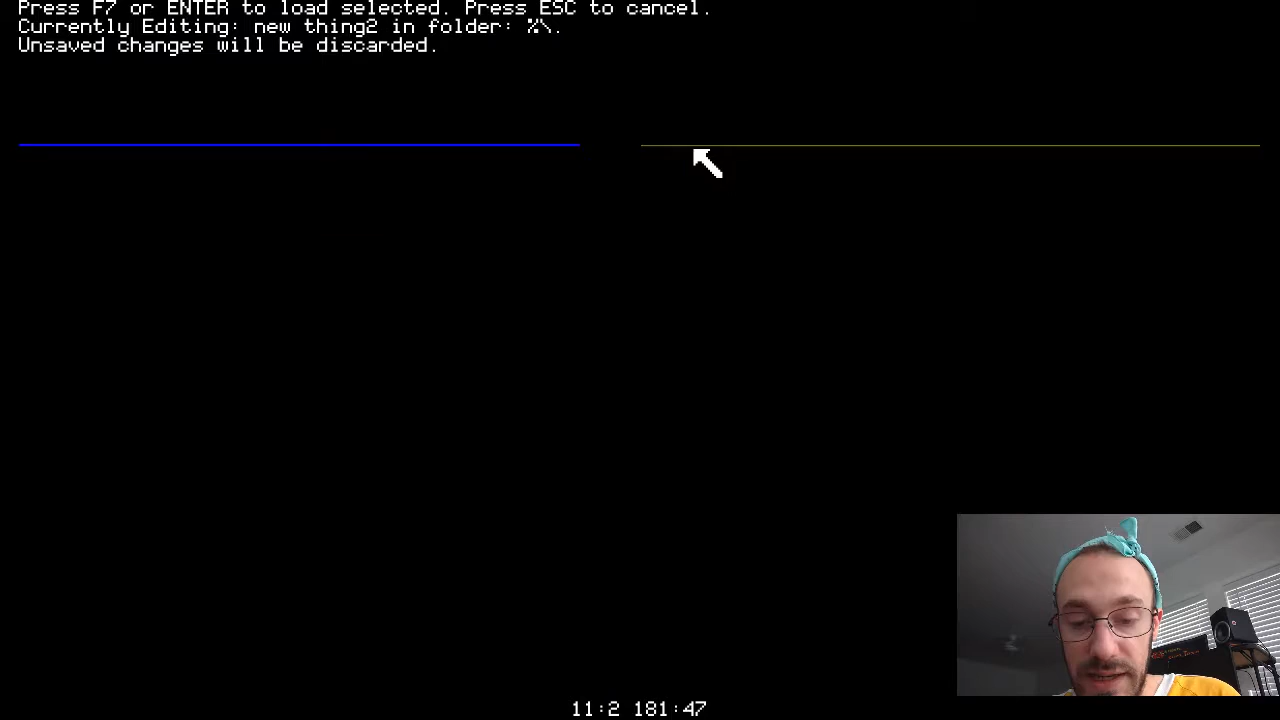 Press F7 or ENTER to load selected. Press ESC to cancel.
Currently Editing: new thing2 in folder: %\.
Unsaved changes will be discarded.
11:2 181:47